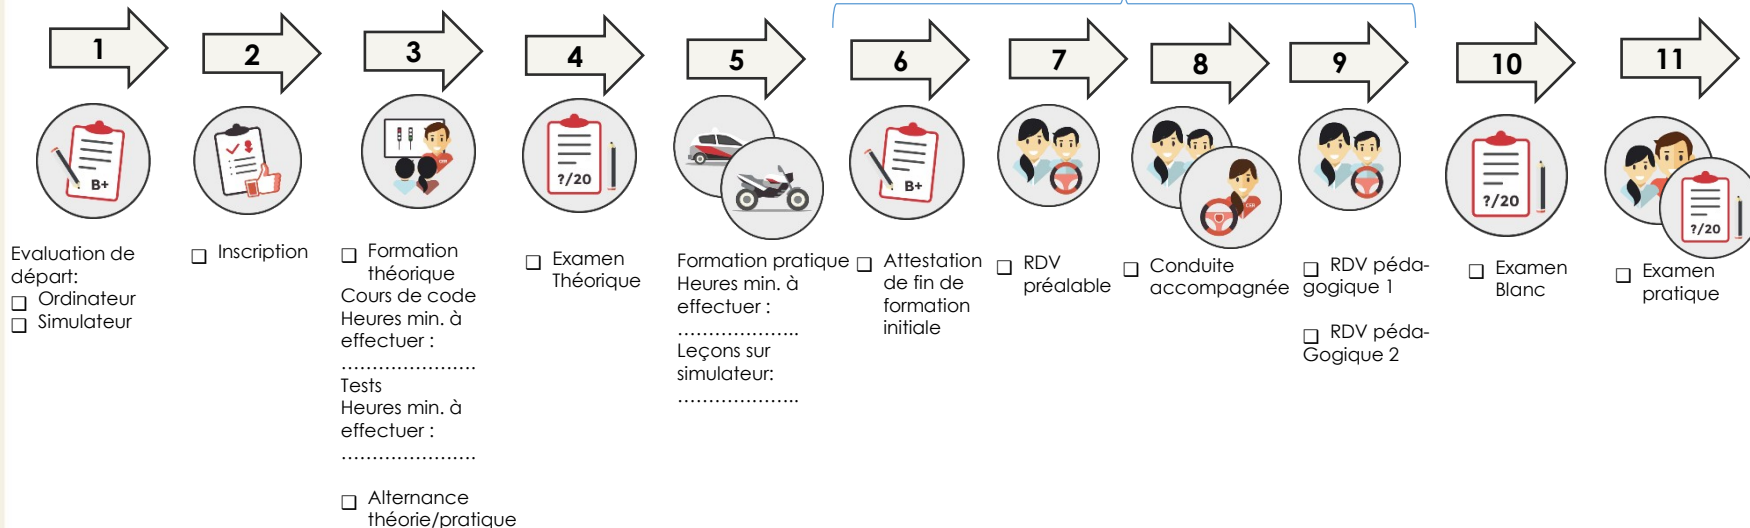 1
2
3
4
5
6
7
8
9
10
11
B+
?/20
B+
?/20
?/20
Evaluation de
départ:
❑ Ordinateur
❑ Simulateur
❑ Inscription
❑ Formation
théorique
Cours de code
Heures min. à
effectuer :
......................
Tests
Heures min. à
effectuer :
......................
❑ Alternance
théorie/pratique
❑ Examen
Théorique
Formation pratique
Heures min. à
effectuer :
....................
Leçons sur
simulateur:
....................
❑ Attestation
de fin de
formation
initiale
❑ RDV
préalable
❑ Conduite
accompagnée
❑ RDV péda-
gogique 1
❑ RDV péda-
Gogique 2
❑ Examen
Blanc
❑ Examen
pratique